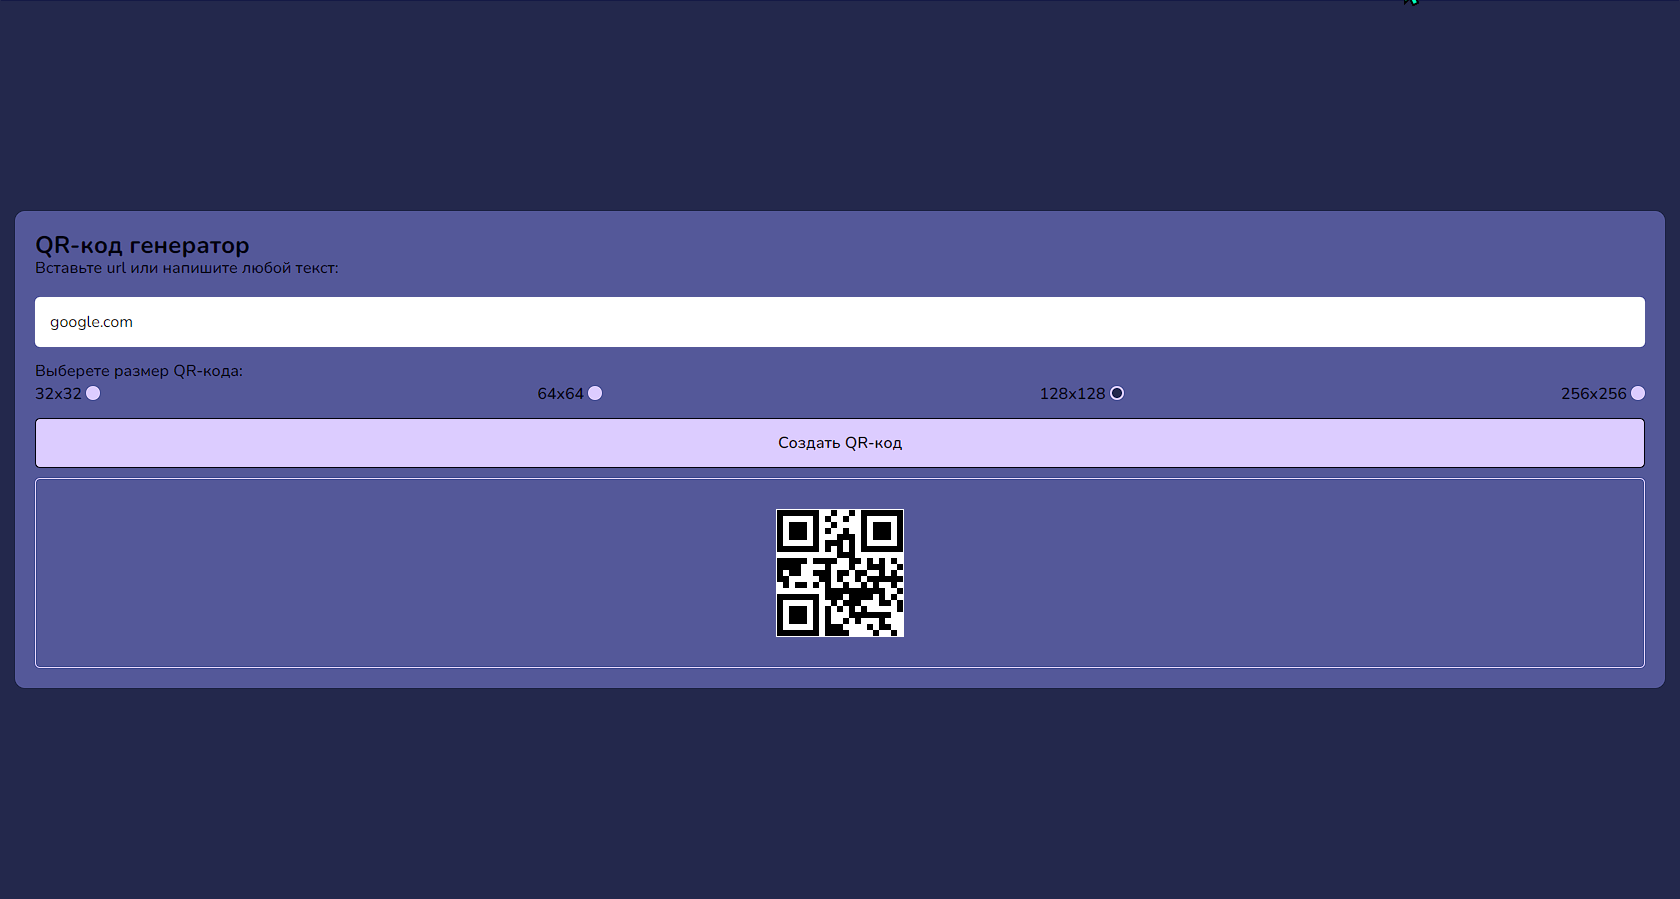 QR-код генератор
Вставьте url или напишите любой текст:
google.com
Выберете размер QR-кода:
32x32 64x64 128x128 256x256
Создать QR-код